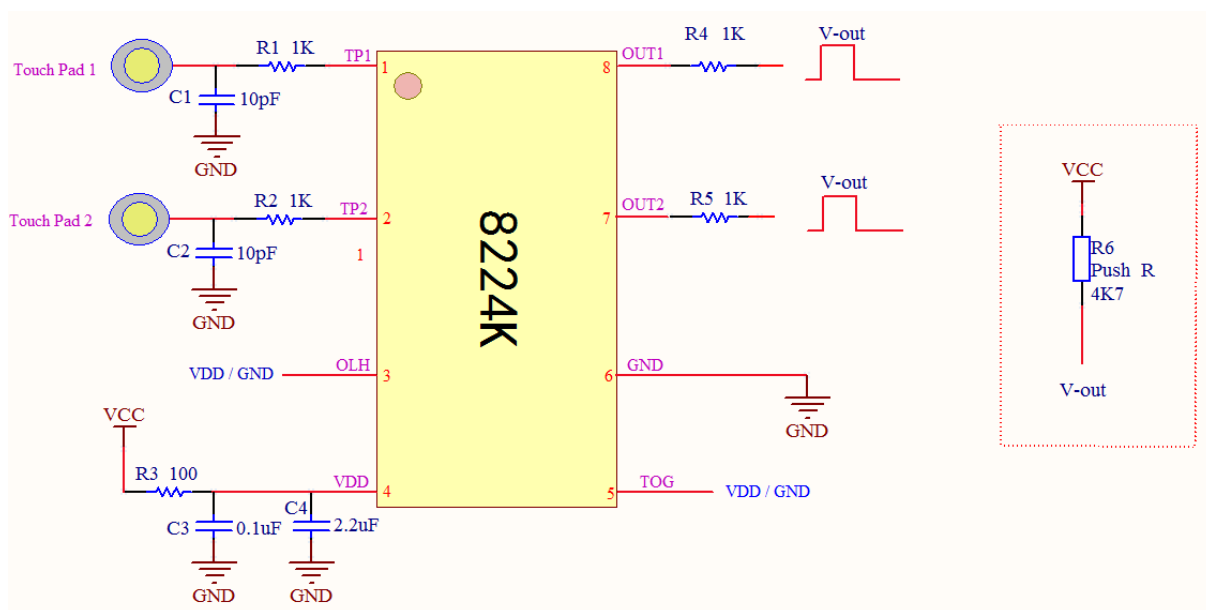 Touch Pad 1
R1 1K
TP1
1
C1
10pF
GND
OUT1
8
R4 1K
V-out
Touch Pad 2
R2 1K
TP2
2
1
C2
10pF
GND
8224K
OUT2
7
R5 1K
V-out
VDD / GND
OLH
3
GND
6
GND
VCC
R3 100
VDD
4
C3
0.1uF
C4
2.2uF
GND
GND
TOG
5
VDD / GND
VCC
R6
Push R
4K7
V-out